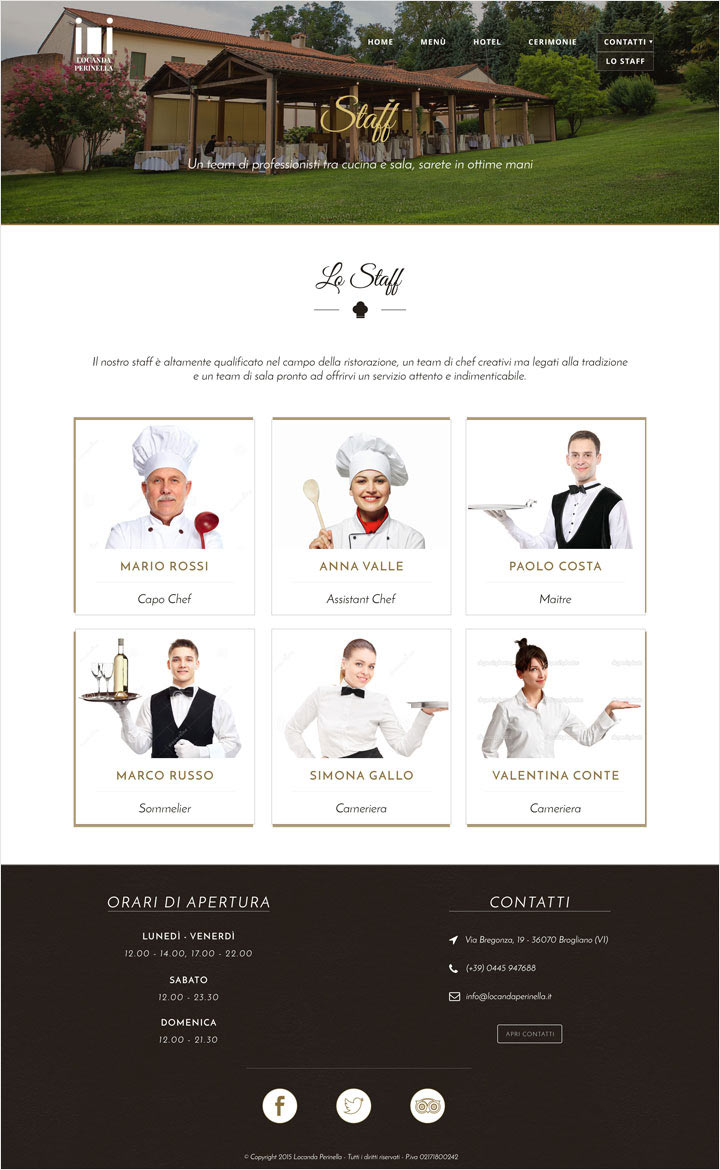 LOCANDA
PERINELLA
HOME MENÙ HOTEL CERIMONIE CONTATTI
LO STAFF
Staff
Un team di professionisti tra cucina e sala, sarete in ottime mani
Lo Staff
Il nostro staff è altamente qualificato nel campo della ristorazione, un team di chef creativi ma legati alla tradizione
e un team di sala pronto ad offrirvi un servizio attento e indimenticabile.
MARIO ROSSI
Capo Chef
ANNA VALLE
Assistant Chef
PAOLO COSTA
Maitre
MARCO RUSSO
Sommelier
SIMONA GALLO
Cameriera
VALENTINA CONTE
Cameriera
ORARI DI APERTURA
LUNEDÌ - VENERDÌ
12.00 - 14.00, 17.00 - 22.00
SABATO
12.00 - 23.30
DOMENICA
12.00 - 21.30
CONTATTI
Via Bregonza, 19 - 36070 Brogliano (VI)
(+39) 0445 947688
info@locandaperinella.it
APRI CONTATTI
© Copyright 2015 Locanda Perinella - Tutti i diritti riservati - P.iva 02171800242